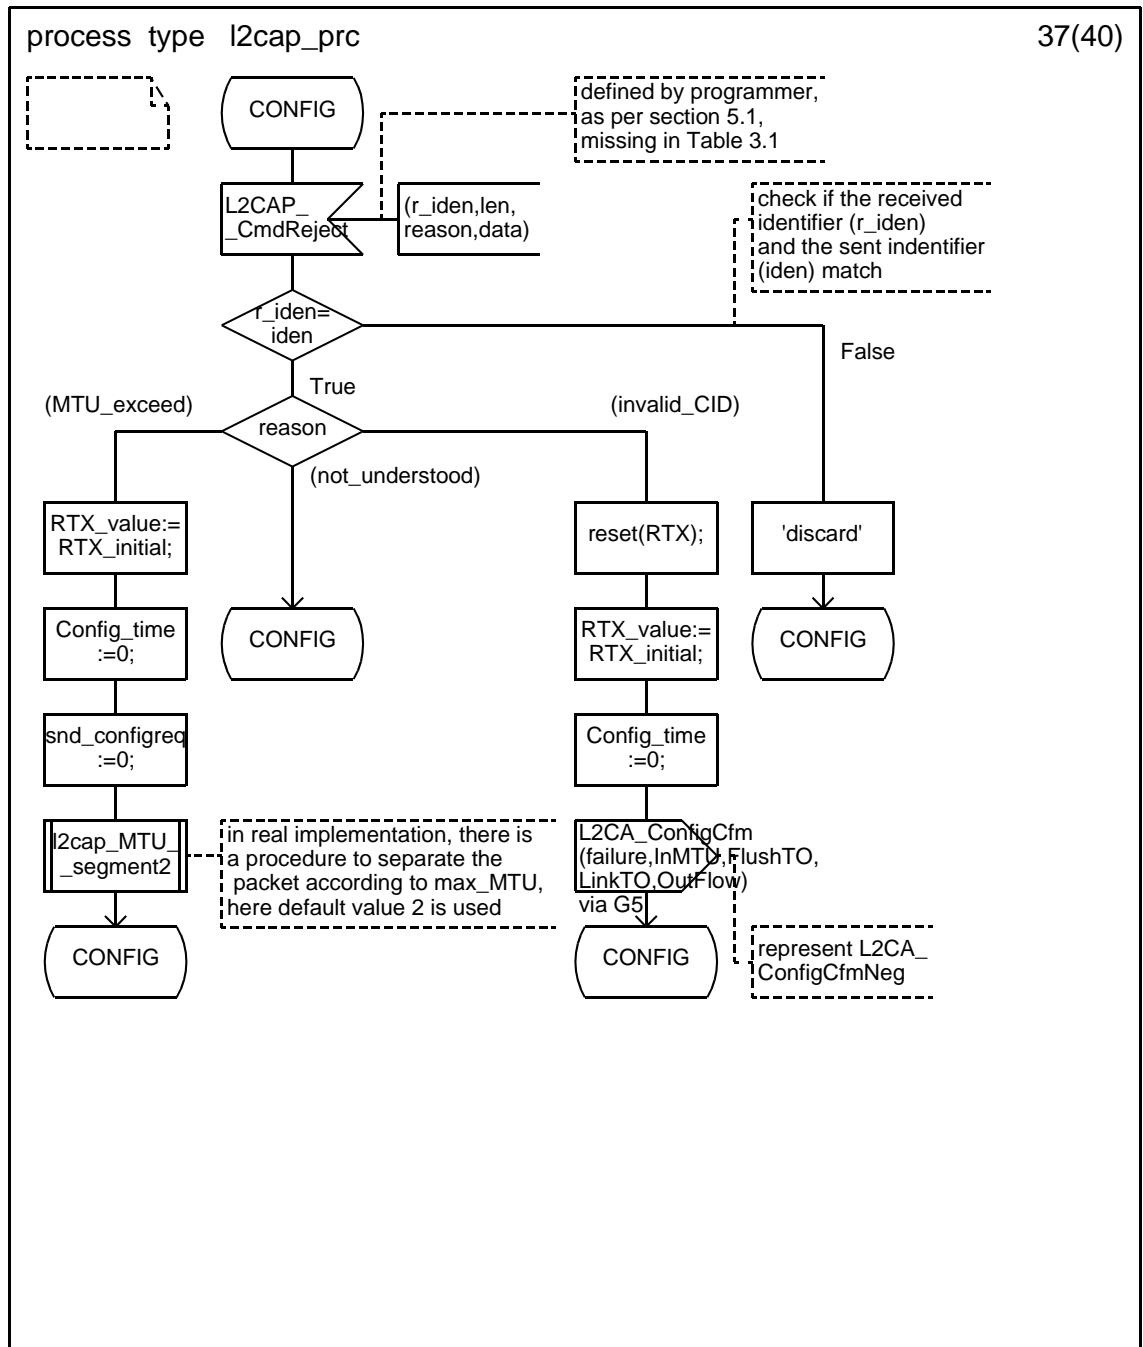 process type l2cap_prc
37(40)
CONFIG
defined by programmer,
as per section 5.1,
missing in Table 3.1
L2CAP_
_CmdReject
(r_iden,len,
reason,data)
check if the received
identifier (r_iden)
and the sent indentifier
(iden) match
r_iden=
iden
False
True
(MTU_exceed)
(invalid_CID)
reason
(not_understood)
RTX_value:=
RTX_initial;
reset(RTX);
'discard'
Config_time
:=0;
CONFIG
RTX_value:=
RTX_initial;
CONFIG
snd_configreq
:=0;
Config_time
:=0;
l2cap_MTU_
_segment2
in real implementation, there is
a procedure to separate the
packet according to max_MTU,
here default value 2 is used
L2CA_ConfigCfm
(failure,InMTU,FlushTO,
LinkTO,OutFlow)
via G5
CONFIG
CONFIG
represent L2CA_
ConfigCfmNeg